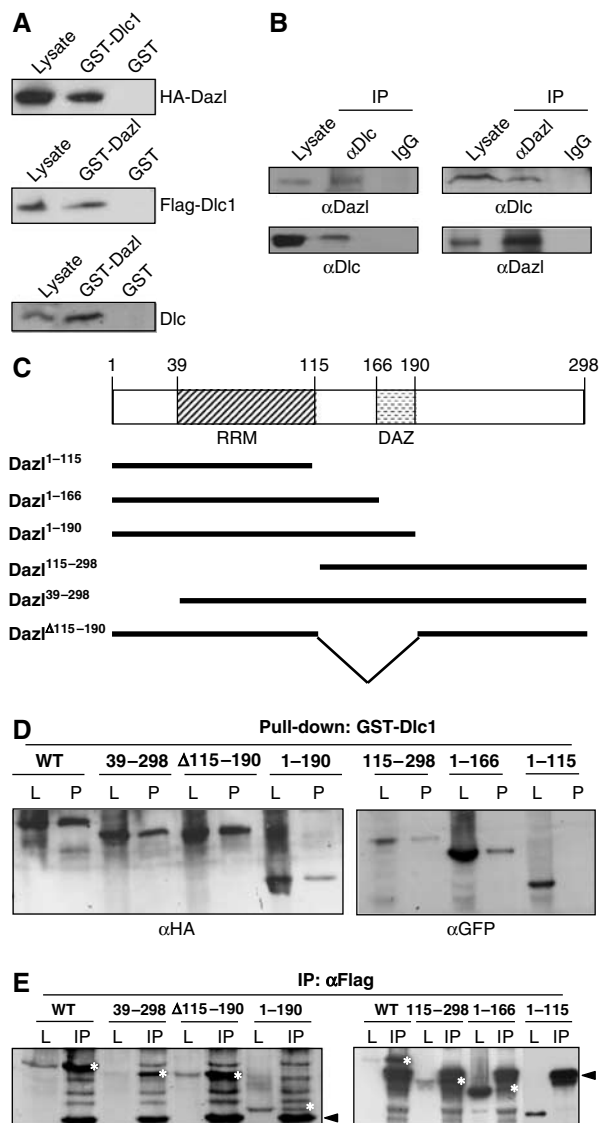 A
Lysate GST-Dlc1 GST
HA-Dazl
Lysate GST-Dazl GST
Flag-Dlc1
Lysate GST-Dazl GST
Dlc
B
IP IP
Lysate αDlc IgG Lysate αDazl IgG
αDazl αDlc
αDlc αDazl
C
1 39 115 166 190 298
RRM DAZ
Dazl1–115
Dazl1–166
Dazl1–190
Dazl115–298
Dazl39–298
DazlΔ115–190
D
Pull-down: GST-Dlc1
WT 39–298 Δ115–190 1–190 115–298 1–166 1–115
L P L P L P L P L P L P L P
αHA αGFP
E
IP: αFlag
WT 39–298 Δ115–190 1–190 WT 115–298 1–166 1–115
L IP L IP L IP L IP L IP L IP L IP L IP
* * * * * * *